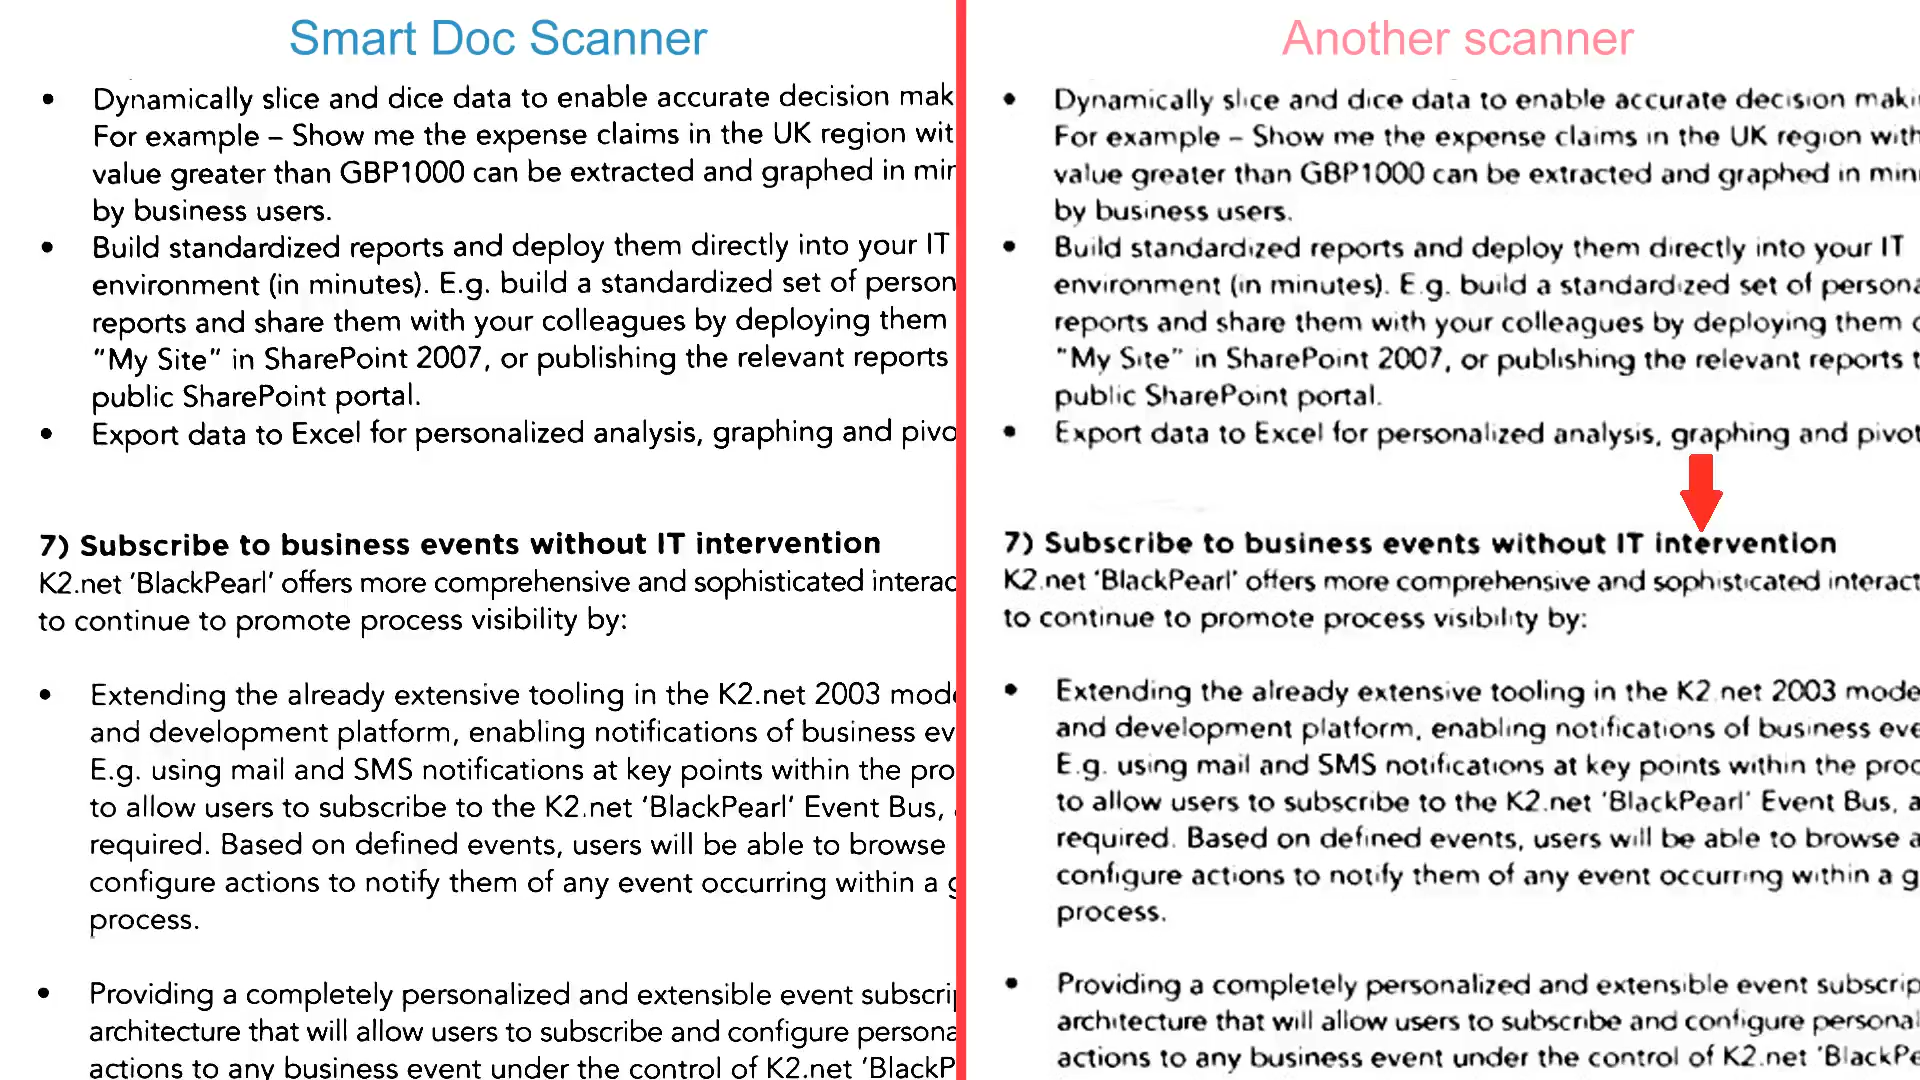 Smart Doc Scanner
• Dynamically slice and dice data to enable accurate decision mak
For example – Show me the expense claims in the UK region wit
value greater than GBP1000 can be extracted and graphed in
by business users.
• Build standardized reports and deploy them directly into your IT
environment (in minutes). E.g. build a standardized set of person
reports and share them with your colleagues by deploying them
"My Site" in SharePoint 2007, or publishing the relevant reports
public SharePoint portal.
• Export data to Excel for personalized analysis, graphing and pivo
7) Subscribe to business events without IT intervention
K2.net 'BlackPearl' offers more comprehensive and sophisticated interac
to continue to promote process visibility by:
• Extending the already extensive tooling in the K2.net 2003 mod
and development platform, enabling notifications of business ev
E.g. using mail and SMS notifications at key points within the pro
to allow users to subscribe to the K2.net 'BlackPearl' Event Bus,
required. Based on defined events, users will be able to browse
configure actions to notify them of any event occurring within a g
process.
• Providing a completely personalized and extensible event subscri
architecture that will allow users to subscribe and configure persona
actions to any business event under the control of K2.net 'BlackP
Another scanner
• Dynamically slice and dice data to enable accurate decision maki
For example – Show me the expense claims in the UK region with
value greater than GBP1000 can be extracted and graphed in min
by business users.
• Build standardized reports and deploy them directly into your IT
environment (in minutes). E.g. build a standardized set of persona
reports and share them with your colleagues by deploying them
"My Site" in SharePoint 2007, or publishing the relevant reports t
public SharePoint portal.
• Export data to Excel for personalized analysis, graphing and pivot
7) Subscribe to business events without IT intervention
K2.net 'BlackPearl' offers more comprehensive and sophisticated interact
to continue to promote process visibility by:
• Extending the already extensive tooling in the K2.net 2003 mode
and development platform, enabling notifications of business eve
E.g. using mail and SMS notifications at key points within the proc
to allow users to subscribe to the K2.net 'BlackPearl' Event Bus, a
required. Based on defined events, users will be able to browse a
configure actions to notify them of any event occurring within a g
process.
• Providing a completely personalized and extensible event subscrip
architecture that will allow users to subscribe and configure personal
actions to any business event under the control of K2.net 'BlackPe